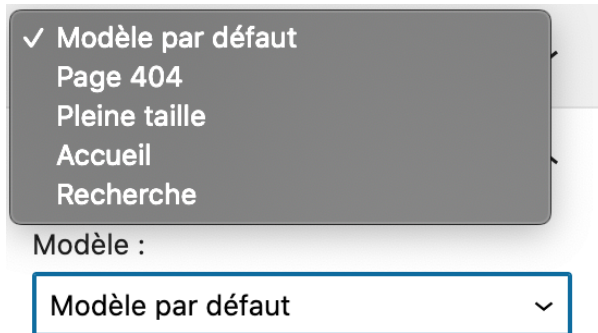 Modèle par défaut
Page 404
Pleine taille
Accueil
Recherche
Modèle :
Modèle par défaut